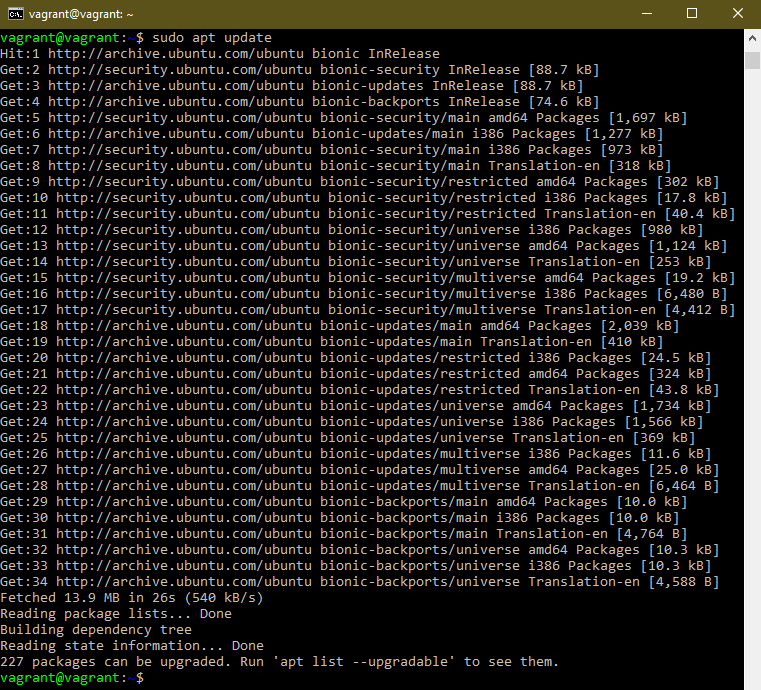 vagrant@vagrant: ~
vagrant@vagrant:~$ sudo apt update
Hit:1 http://archive.ubuntu.com/ubuntu bionic InRelease
Get:2 http://security.ubuntu.com/ubuntu bionic-security InRelease [88.7 kB]
Get:3 http://archive.ubuntu.com/ubuntu bionic-updates InRelease [88.7 kB]
Get:4 http://archive.ubuntu.com/ubuntu bionic-backports InRelease [74.6 kB]
Get:5 http://security.ubuntu.com/ubuntu bionic-security/main amd64 Packages [1,697 kB]
Get:6 http://archive.ubuntu.com/ubuntu bionic-updates/main i386 Packages [1,277 kB]
Get:7 http://security.ubuntu.com/ubuntu bionic-security/main i386 Packages [973 kB]
Get:8 http://security.ubuntu.com/ubuntu bionic-security/main Translation-en [318 kB]
Get:9 http://security.ubuntu.com/ubuntu bionic-security/restricted amd64 Packages [302 kB]
Get:10 http://security.ubuntu.com/ubuntu bionic-security/restricted i386 Packages [17.8 kB]
Get:11 http://security.ubuntu.com/ubuntu bionic-security/restricted Translation-en [40.4 kB]
Get:12 http://security.ubuntu.com/ubuntu bionic-security/universe i386 Packages [980 kB]
Get:13 http://security.ubuntu.com/ubuntu bionic-security/universe amd64 Packages [1,124 kB]
Get:14 http://security.ubuntu.com/ubuntu bionic-security/universe Translation-en [253 kB]
Get:15 http://security.ubuntu.com/ubuntu bionic-security/multiverse amd64 Packages [19.2 kB]
Get:16 http://security.ubuntu.com/ubuntu bionic-security/multiverse i386 Packages [6,480 B]
Get:17 http://security.ubuntu.com/ubuntu bionic-security/multiverse Translation-en [4,412 B]
Get:18 http://archive.ubuntu.com/ubuntu bionic-updates/main amd64 Packages [2,039 kB]
Get:19 http://archive.ubuntu.com/ubuntu bionic-updates/main Translation-en [410 kB]
Get:20 http://archive.ubuntu.com/ubuntu bionic-updates/restricted i386 Packages [24.5 kB]
Get:21 http://archive.ubuntu.com/ubuntu bionic-updates/restricted amd64 Packages [324 kB]
Get:22 http://archive.ubuntu.com/ubuntu bionic-updates/restricted Translation-en [43.8 kB]
Get:23 http://archive.ubuntu.com/ubuntu bionic-updates/universe amd64 Packages [1,734 kB]
Get:24 http://archive.ubuntu.com/ubuntu bionic-updates/universe i386 Packages [1,566 kB]
Get:25 http://archive.ubuntu.com/ubuntu bionic-updates/universe Translation-en [369 kB]
Get:26 http://archive.ubuntu.com/ubuntu bionic-updates/multiverse i386 Packages [11.6 kB]
Get:27 http://archive.ubuntu.com/ubuntu bionic-updates/multiverse amd64 Packages [25.0 kB]
Get:28 http://archive.ubuntu.com/ubuntu bionic-updates/multiverse Translation-en [6,464 B]
Get:29 http://archive.ubuntu.com/ubuntu bionic-backports/main amd64 Packages [10.0 kB]
Get:30 http://archive.ubuntu.com/ubuntu bionic-backports/main i386 Packages [10.0 kB]
Get:31 http://archive.ubuntu.com/ubuntu bionic-backports/main Translation-en [4,764 B]
Get:32 http://archive.ubuntu.com/ubuntu bionic-backports/universe amd64 Packages [10.3 kB]
Get:33 http://archive.ubuntu.com/ubuntu bionic-backports/universe i386 Packages [10.3 kB]
Get:34 http://archive.ubuntu.com/ubuntu bionic-backports/universe Translation-en [4,588 B]
Fetched 13.9 MB in 26s (540 kB/s)
Reading package lists... Done
Building dependency tree
Reading state information... Done
227 packages can be upgraded. Run 'apt list --upgradable' to see them.
vagrant@vagrant:~$